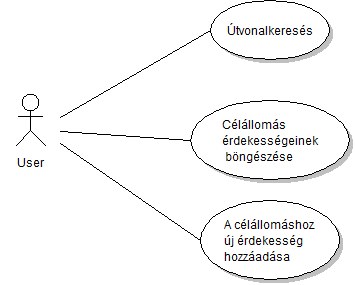 Útvonalkeresés
Célállomás
érdekességeinek
böngészése
User
A célállomáshoz
új érdekesség
hozzáadása